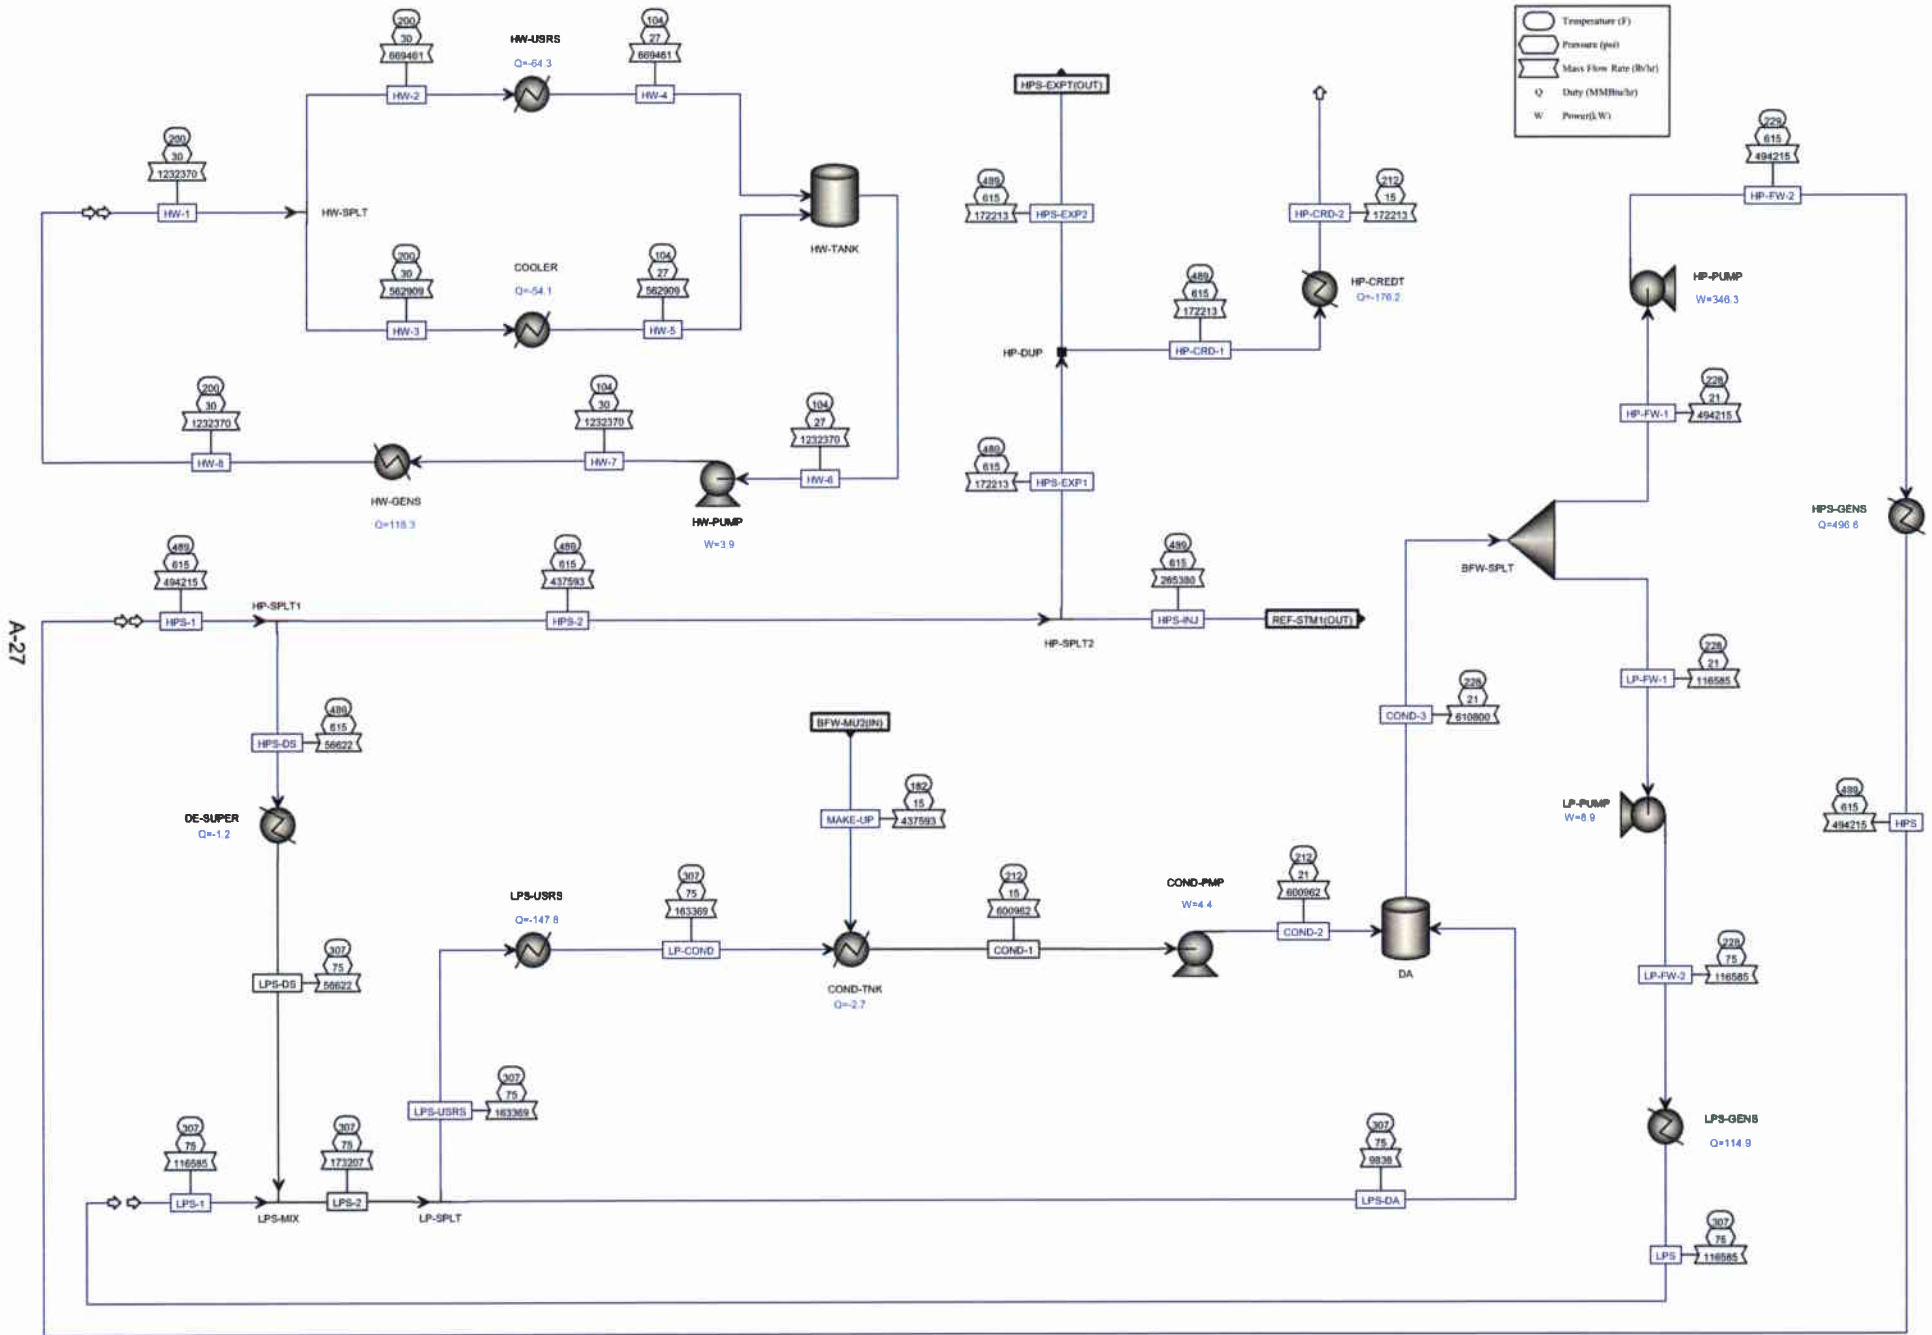 Temperature (F)
Pressure (psi)
Mass Flow Rate (lb/hr)
Q Duty (MMBtu/hr)
W Power(kW)
200
30
669461
HW-2
HW-USRS
Q=-64.3
104
27
669461
HW-4
200
30
1232370
HW-1
HW-SPLT
HW-TANK
200
30
562909
HW-3
COOLER
Q=-54.1
104
27
562909
HW-5
200
30
1232370
HW-8
HW-GENS
Q=118.3
104
30
1232370
HW-7
HW-PUMP
W=3.9
104
27
1232370
HW-6
HPS-EXPT(OUT)
489
615
172213
HPS-EXP2
212
15
172213
HP-CRD-2
HP-CREDT
Q=-176.2
489
615
172213
HP-CRD-1
HP-DUP
489
615
172213
HPS-EXP1
229
615
494215
HP-FW-2
HP-PUMP
W=346.3
228
21
494215
HP-FW-1
HPS-GENS
Q=496.6
BFW-SPLT
489
615
494215
HPS-1
HP-SPLT1
489
615
437593
HPS-2
HP-SPLT2
489
615
265380
HPS-INJ
REF-STM1(OUT)
A-27
489
615
56622
HPS-DS
DE-SUPER
Q=-1.2
BFW-MU2(IN)
182
15
437593
MAKE-UP
228
21
610800
COND-3
228
21
116585
LP-FW-1
LP-PUMP
W=8.9
489
615
494215
HPS
LPS-USRS
Q=-147.8
307
75
163369
LP-COND
COND-TNK
Q=-2.7
212
15
600962
COND-1
COND-PMP
W=4.4
212
21
600962
COND-2
DA
307
75
56622
LPS-DS
228
75
116585
LP-FW-2
307
75
163369
LPS-USRS
LPS-GENS
Q=114.9
307
75
116585
LPS-1
LPS-MIX
307
75
173207
LPS-2
LP-SPLT
307
75
9838
LPS-DA
307
75
116585
LPS